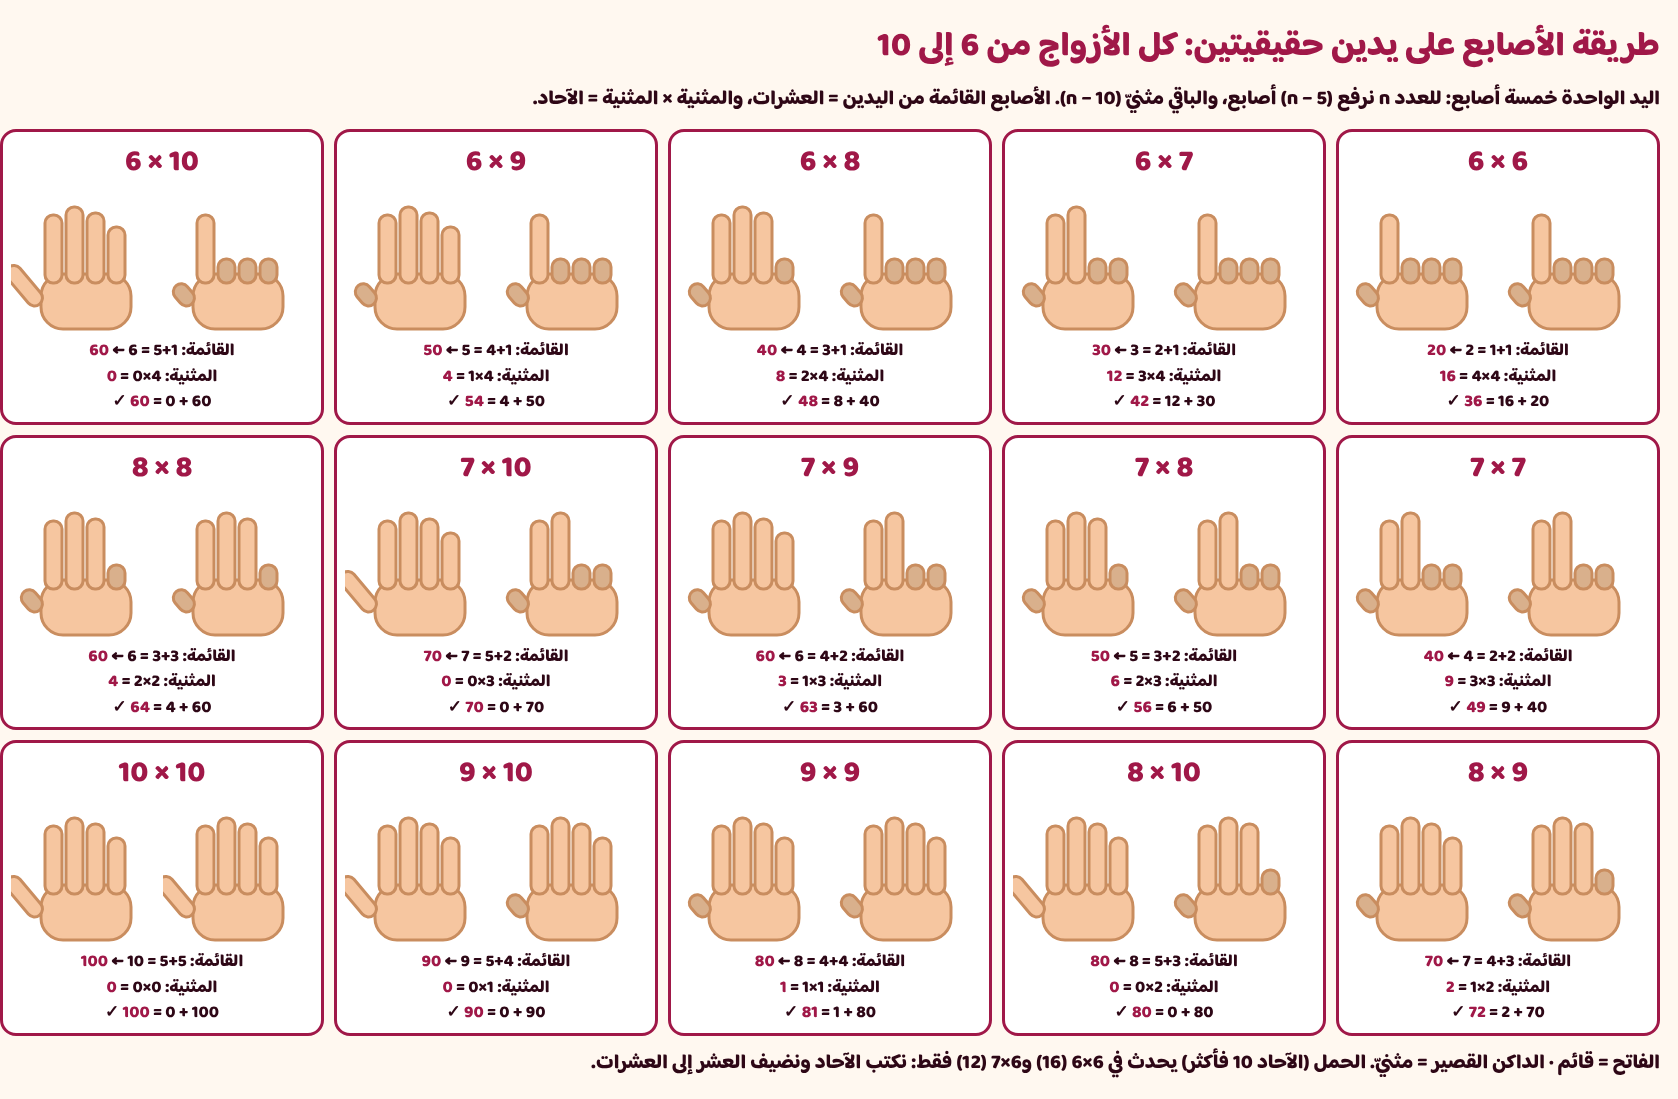 طريقة الأصابع على يدين حقيقيتين: كل الأزواج من 6 إلى 10
اليد الواحدة خمسة أصابع: للعدد n نرفع (n − 5) أصابع، والباقي مثنيّ (10 − n). الأصابع القائمة من اليدين = العشرات، والمثنية × المثنية = الآحاد.
6 × 6
القائمة: 1+1 = 2 ← 20
المثنية: 4×4 = 16
20 + 16 = 36 ✓
6 × 7
القائمة: 1+2 = 3 ← 30
المثنية: 4×3 = 12
30 + 12 = 42 ✓
6 × 8
القائمة: 1+3 = 4 ← 40
المثنية: 4×2 = 8
40 + 8 = 48 ✓
6 × 9
القائمة: 1+4 = 5 ← 50
المثنية: 4×1 = 4
50 + 4 = 54 ✓
6 × 10
القائمة: 1+5 = 6 ← 60
المثنية: 4×0 = 0
60 + 0 = 60 ✓
7 × 7
القائمة: 2+2 = 4 ← 40
المثنية: 3×3 = 9
40 + 9 = 49 ✓
7 × 8
القائمة: 2+3 = 5 ← 50
المثنية: 3×2 = 6
50 + 6 = 56 ✓
7 × 9
القائمة: 2+4 = 6 ← 60
المثنية: 3×1 = 3
60 + 3 = 63 ✓
7 × 10
القائمة: 2+5 = 7 ← 70
المثنية: 3×0 = 0
70 + 0 = 70 ✓
8 × 8
القائمة: 3+3 = 6 ← 60
المثنية: 2×2 = 4
60 + 4 = 64 ✓
8 × 9
القائمة: 3+4 = 7 ← 70
المثنية: 2×1 = 2
70 + 2 = 72 ✓
8 × 10
القائمة: 3+5 = 8 ← 80
المثنية: 2×0 = 0
80 + 0 = 80 ✓
9 × 9
القائمة: 4+4 = 8 ← 80
المثنية: 1×1 = 1
80 + 1 = 81 ✓
9 × 10
القائمة: 4+5 = 9 ← 90
المثنية: 1×0 = 0
90 + 0 = 90 ✓
10 × 10
القائمة: 5+5 = 10 ← 100
المثنية: 0×0 = 0
100 + 0 = 100 ✓
الفاتح = قائم · الداكن القصير = مثنيّ. الحمل (الآحاد 10 فأكثر) يحدث في 6×6 (16) و6×7 (12) فقط: نكتب الآحاد ونضيف العشر إلى العشرات.